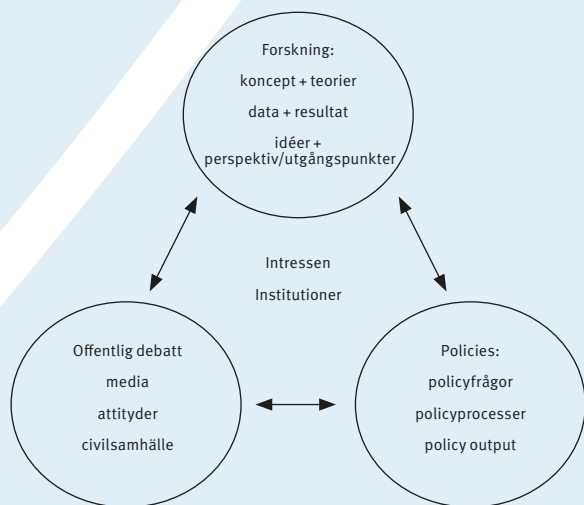 Forskning:
koncept + teorier
data + resultat
idéer +
perspektiv/utgångspunkter
Intressen
Institutioner
Offentlig debatt
media
attityder
civilsamhälle
Policies:
policyfrågor
policyprocesser
policy output